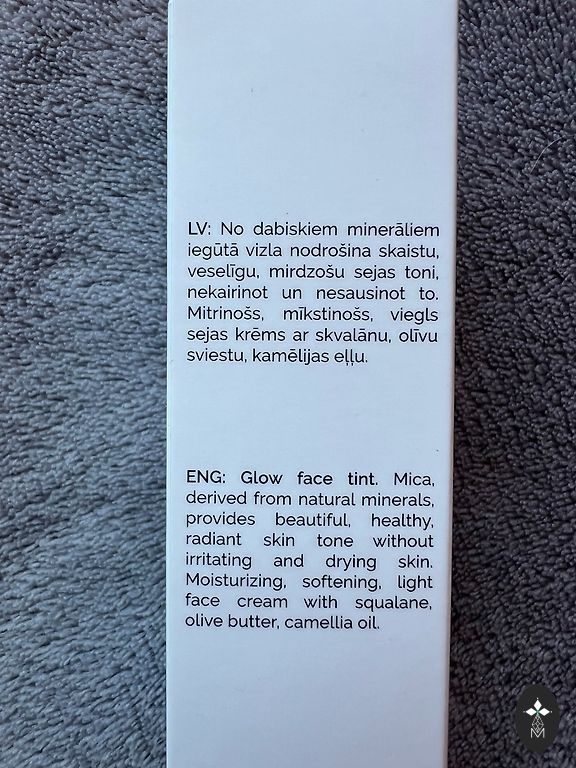 LV: No dabiskiem minerāliem
iegūtā vizla nodrošina skaistu,
veselīgu, mirdzošu sejas toni,
nekairinot un nesausinot to.
Mitrinošs, mīkstinošs, viegls
sejas krēms ar skvalānu, olīvu
sviestu, kamēlijas eļļu.
ENG: Glow face tint. Mica,
derived from natural minerals,
provides beautiful, healthy,
radiant skin tone without
irritating and drying skin.
Moisturizing, softening, light
face cream with squalane,
olive butter, camellia oil.
M